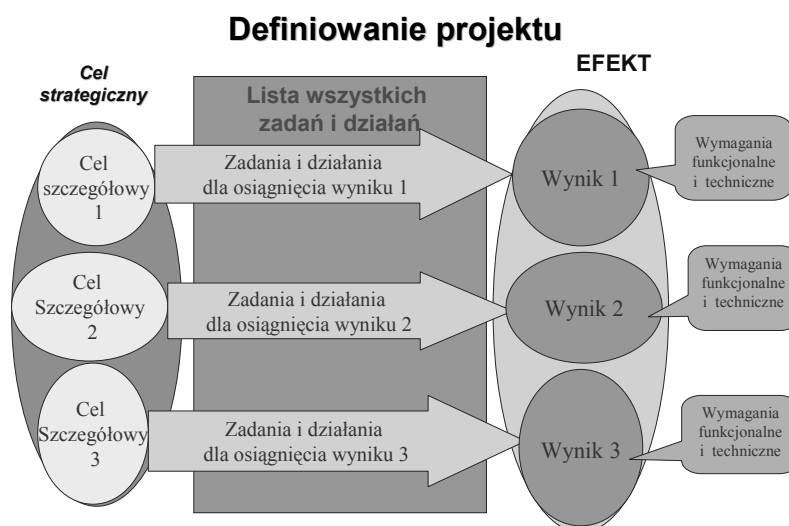 Definiowanie projektu
Cel
strategiczny
EFEKT
Lista wszystkich
zadań i działań
Cel
szczegółowy
1
Zadania i działania
dla osiągnięcia wyniku 1
Wynik 1
Wymagania
funkcjonalne
i techniczne
Cel
Szczegółowy
2
Zadania i działania
dla osiągnięcia wyniku 2
Wynik 2
Wymagania
funkcjonalne
i techniczne
Cel
Szczegółowy
3
Zadania i działania
dla osiągnięcia wyniku 3
Wynik 3
Wymagania
funkcjonalne
i techniczne